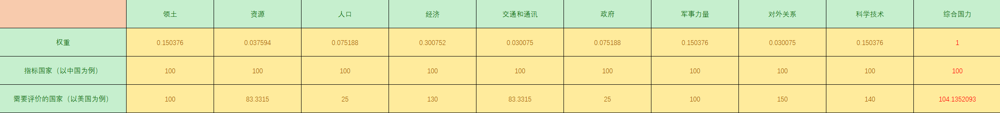 领土 资源 人口 经济 交通和通讯 政府 军事力量 对外关系 科学技术 综合国力
权重 0.150376 0.037594 0.075188 0.300752 0.030075 0.075188 0.150376 0.030075 0.150376 1
指标国家（以中国为例） 100 100 100 100 100 100 100 100 100 100
需要评价的国家（以美国为例） 100 83.3315 25 130 83.3315 25 100 150 140 104.1352093